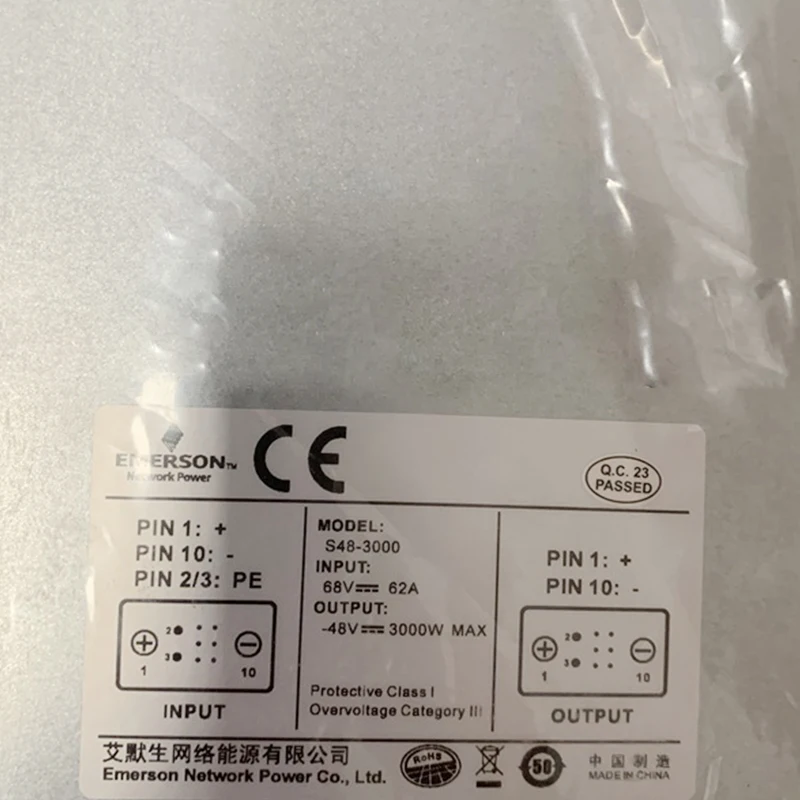 EMERSON™
Network Power
CE
Q.C. 23
PASSED
PIN 1: +
PIN 10: -
PIN 2/3: PE
+
2
3
-
1
10
INPUT
MODEL:
S48-3000
INPUT:
68V⎓ 62A
OUTPUT:
-48V⎓ 3000W MAX
Protective Class I
Overvoltage Category III
PIN 1: +
PIN 10: -
+
2
3
-
1
10
OUTPUT
艾默生网络能源有限公司
Emerson Network Power Co., Ltd.
RoHS
50
中国制造
MADE IN CHINA